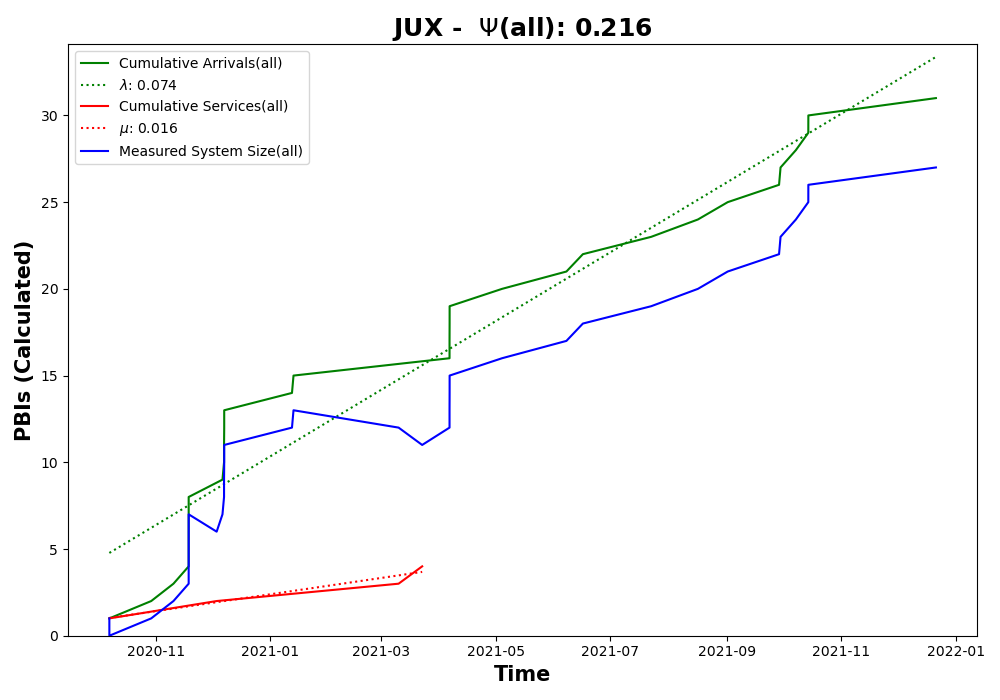 JUX - Ψ(all): 0.216
Cumulative Arrivals(all)
λ: 0.074
Cumulative Services(all)
μ: 0.016
Measured System Size(all)
PBIs (Calculated)
30
25
20
15
10
5
0
2020-11 2021-01 2021-03 2021-05 2021-07 2021-09 2021-11 2022-01
Time